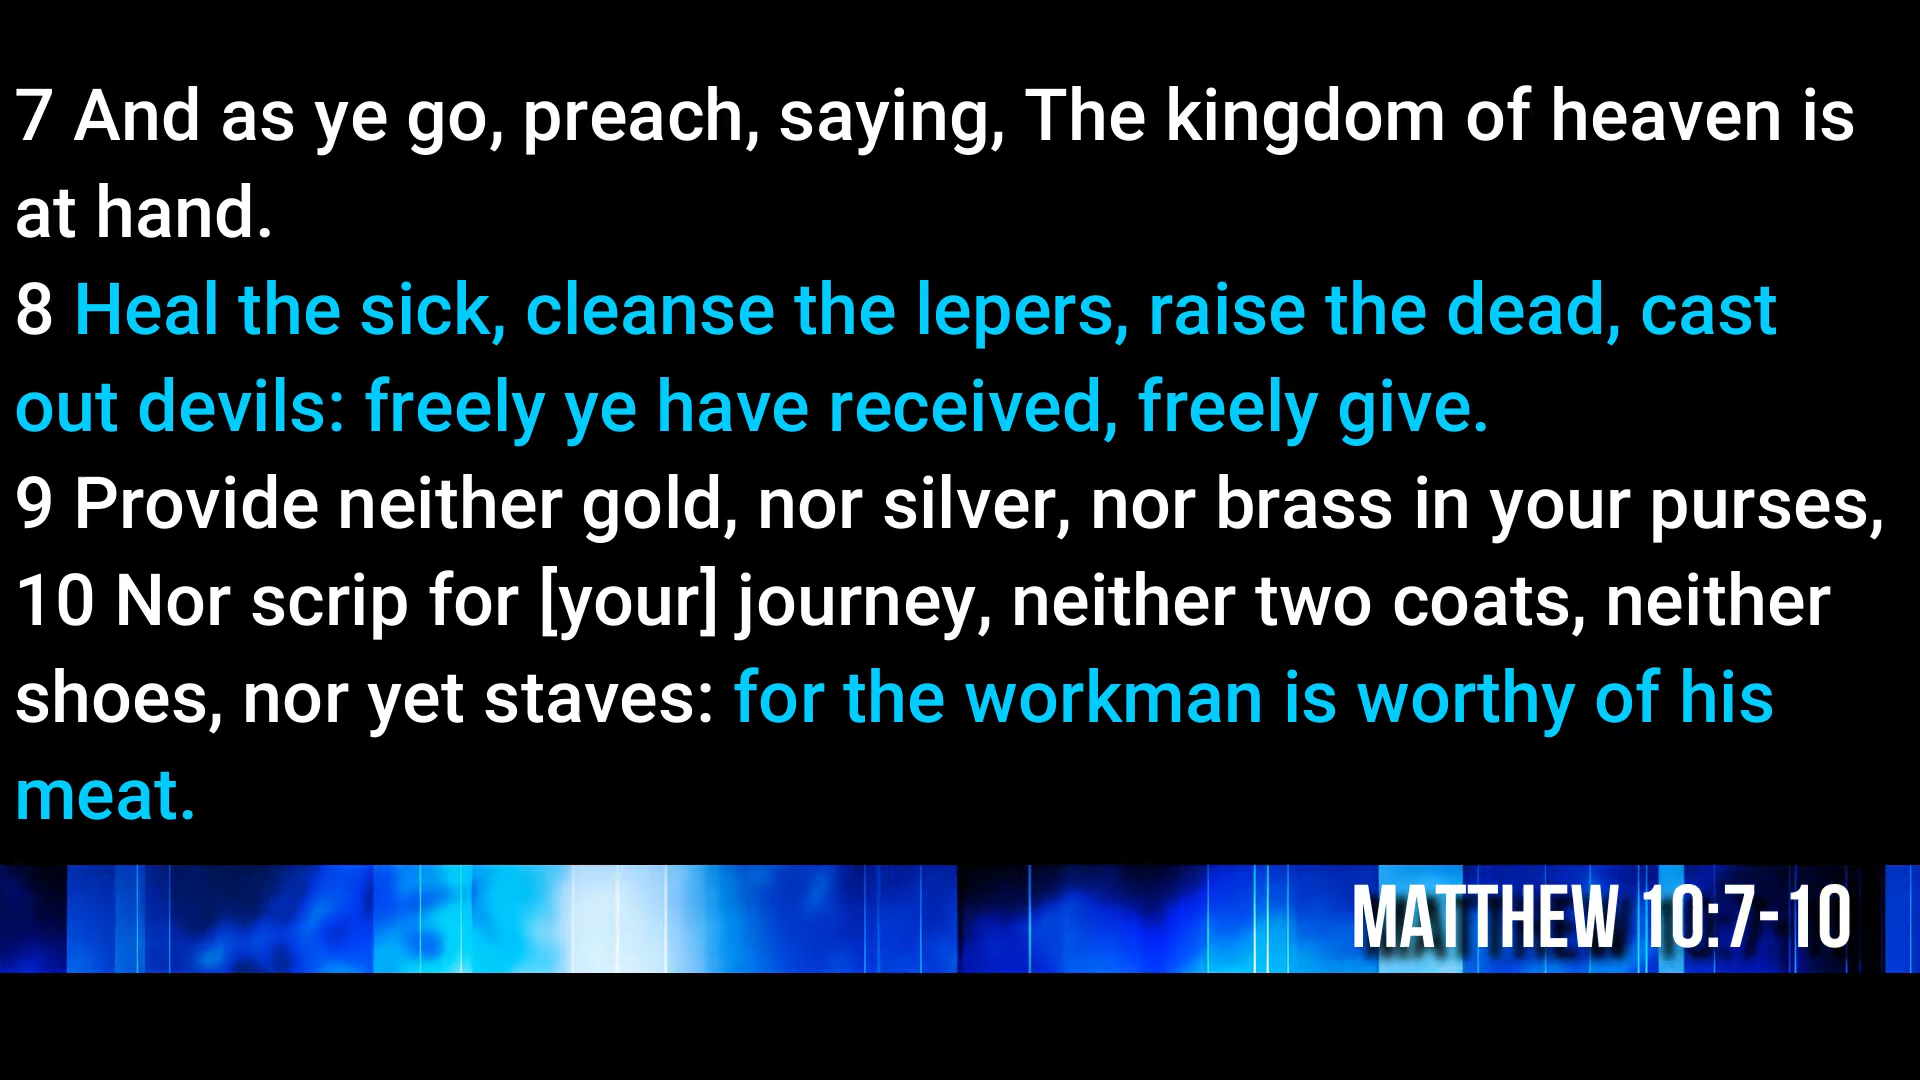 7 And as ye go, preach, saying, The kingdom of heaven is
at hand.
8 Heal the sick, cleanse the lepers, raise the dead, cast
out devils: freely ye have received, freely give.
9 Provide neither gold, nor silver, nor brass in your purses,
10 Nor scrip for [your] journey, neither two coats, neither
shoes, nor yet staves: for the workman is worthy of his
meat.
MATTHEW 10:7-10